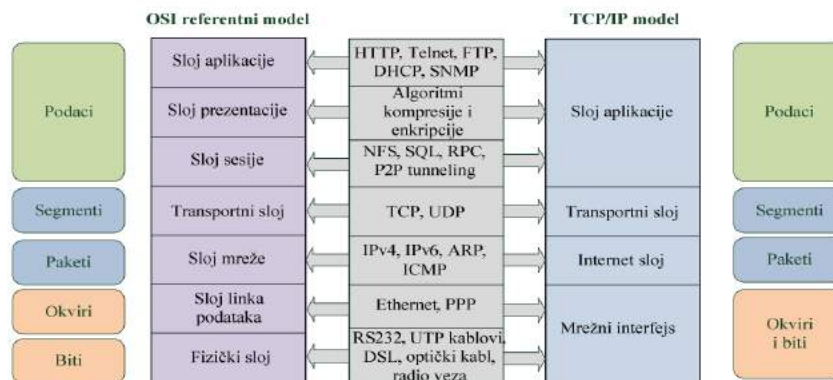 OSI referentni model
TCP/IP model
Podaci
Segmenti
Paketi
Okviri
Biti
Sloj aplikacije
Sloj prezentacije
Sloj sesije
Transportni sloj
Sloj mreže
Sloj linka
podataka
Fizički sloj
HTTP, Telnet, FTP,
DHCP, SNMP
Algoritmi
kompresije i
enkripcije
NFS, SQL, RPC,
P2P tunneling
TCP, UDP
IPv4, IPv6, ARP,
ICMP
Ethernet, PPP
RS232, UTP kablovi,
DSL, optički kabl,
radio veza
Sloj aplikacije
Transportni sloj
Internet sloj
Mrežni interfejs
Podaci
Segmenti
Paketi
Okviri
i biti